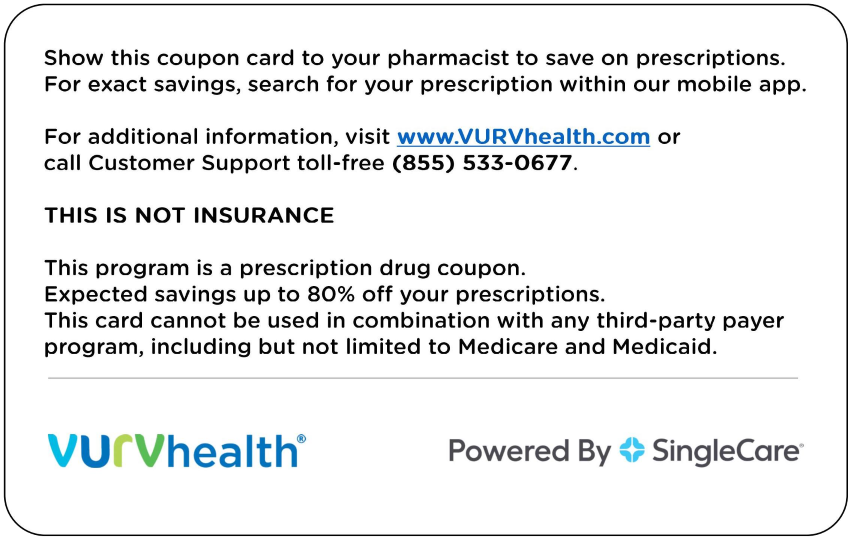 Show this coupon card to your pharmacist to save on prescriptions.
For exact savings, search for your prescription within our mobile app.
For additional information, visit www.VURVhealth.com or
call Customer Support toll-free (855) 533-0677.
THIS IS NOT INSURANCE
This program is a prescription drug coupon.
Expected savings up to 80% off your prescriptions.
This card cannot be used in combination with any third-party payer
program, including but not limited to Medicare and Medicaid.
vurvhealth®
Powered By SingleCare®